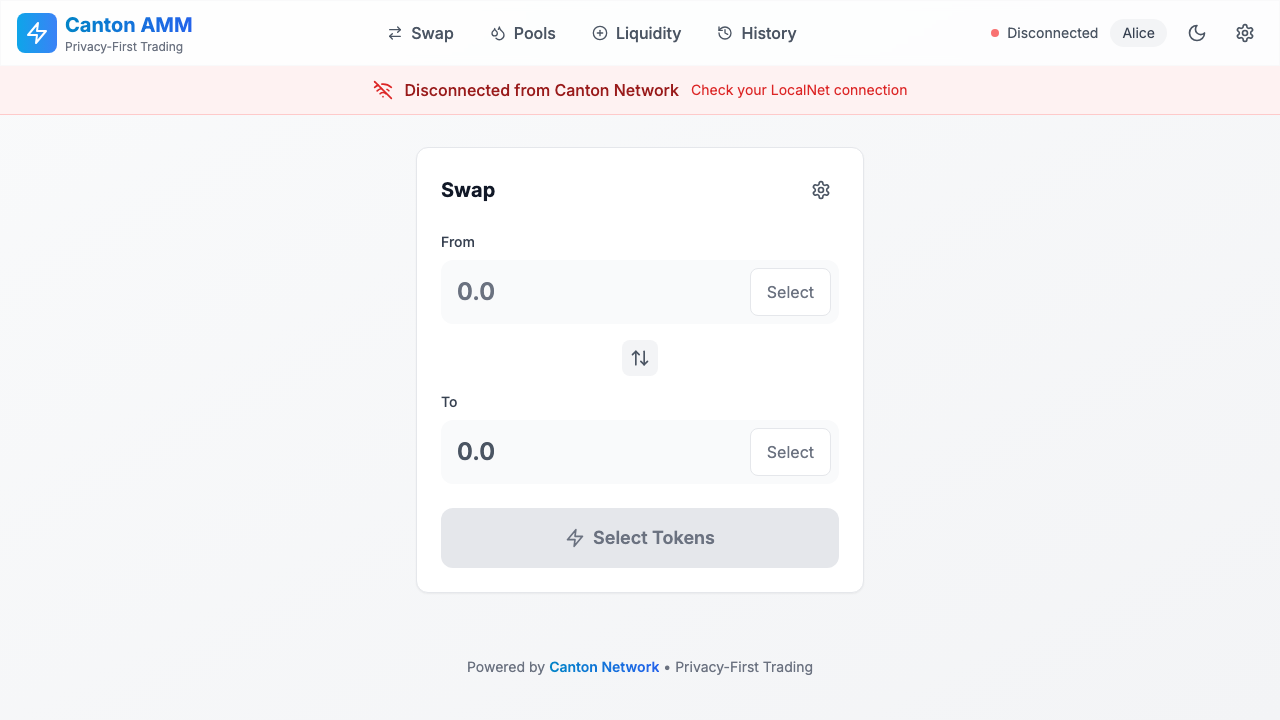 Canton AMM
Privacy-First Trading
Swap
Pools
Liquidity
History
Disconnected
Alice
Disconnected from Canton Network Check your LocalNet connection
Swap
From
0.0
Select
To
0.0
Select
Select Tokens
Powered by Canton Network • Privacy-First Trading